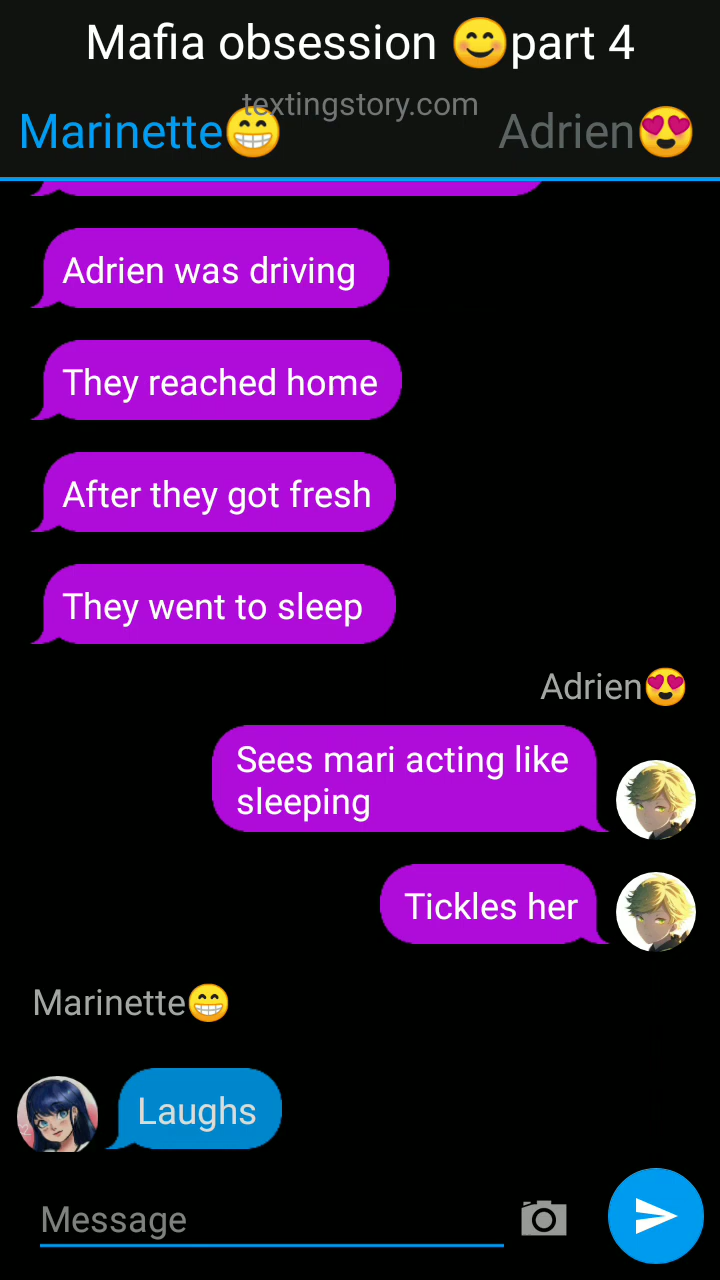 Mafia obsession 😊part 4
textingstory.com
Marinette😁 Adrien😍
Adrien was driving
They reached home
After they got fresh
They went to sleep
Adrien😍
Sees mari acting like
sleeping
Tickles her
Marinette😁
Laughs
Message